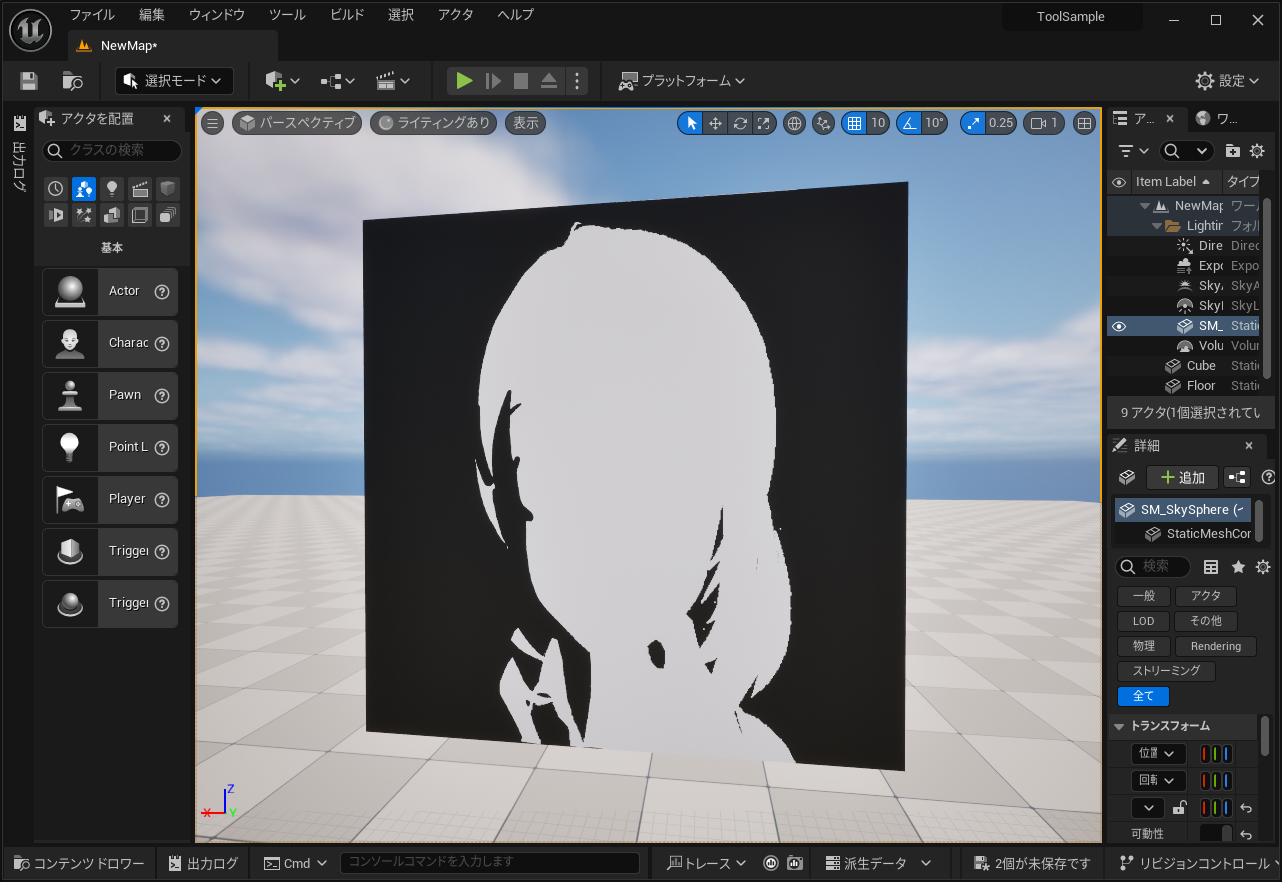 ファイル 編集 ウィンドウ ツール ビルド 選択 アクタ ヘルプ
ToolSample
NewMap*
選択モード
プラットフォーム
設定
アクタを配置
クラスの検索
出力ログ
基本
Actor
Charac
Pawn
Point L
Player
Trigger
Trigger
パースペクティブ
ライティングあり
表示
10
10°
0.25
1
X
Z
Y
ア...
ワ...
Item Label
タイプ
NewMap ワール
Lightin フォル
Dire Direc
Expo Expo
SkyA SkyA
SkyL SkyL
SM_ Static
Volu Volun
Cube Static
Floor Static
9 アクタ(1個選択されてい
詳細
追加
SM_SkySphere (イ
StaticMeshCor
検索
一般 アクタ
LOD その他
物理 Rendering
ストリーミング
全て
トランスフォーム
位置
回転
可動性
コンテンツ ドロワー
出力ログ
Cmd
コンソールコマンドを入力します
トレース
派生データ
2個が未保存です
リビジョンコントロール